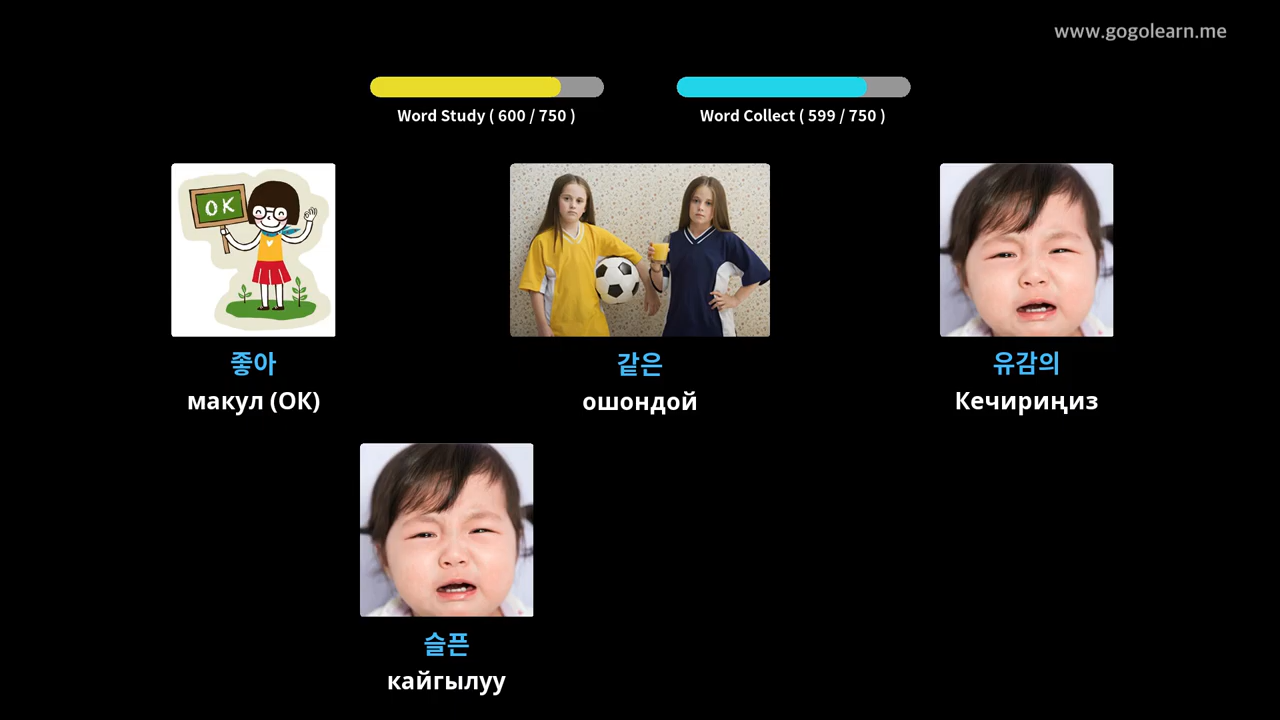 www.gogolearn.me
Word Study ( 600 / 750 )
Word Collect ( 599 / 750 )
OK
좋아
макул (ОК)
같은
ошондой
유감의
Кечириңиз
슬픈
кайгылуу